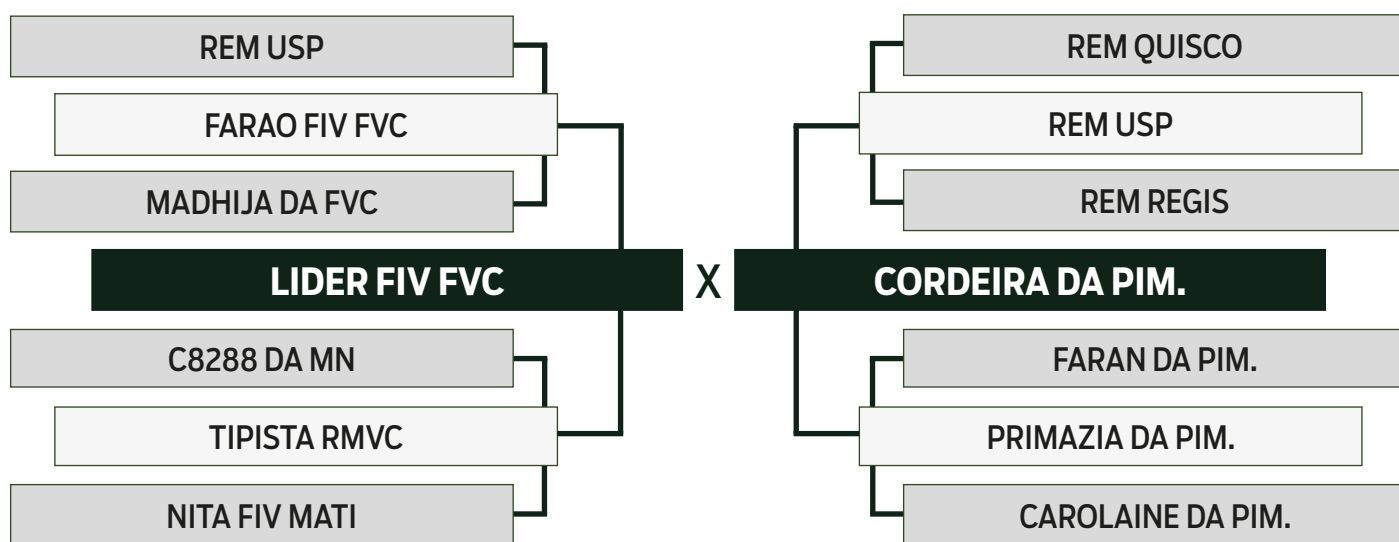 REM USP
FARAO FIV FVC
MADHIJA DA FVC
LIDER FIV FVC
C8288 DA MN
TIPISTA RMVC
NITA FIV MATI
X
REM QUISCO
REM USP
REM REGIS
CORDEIRA DA PIM.
FARAN DA PIM.
PRIMAZIA DA PIM.
CAROLAINE DA PIM.